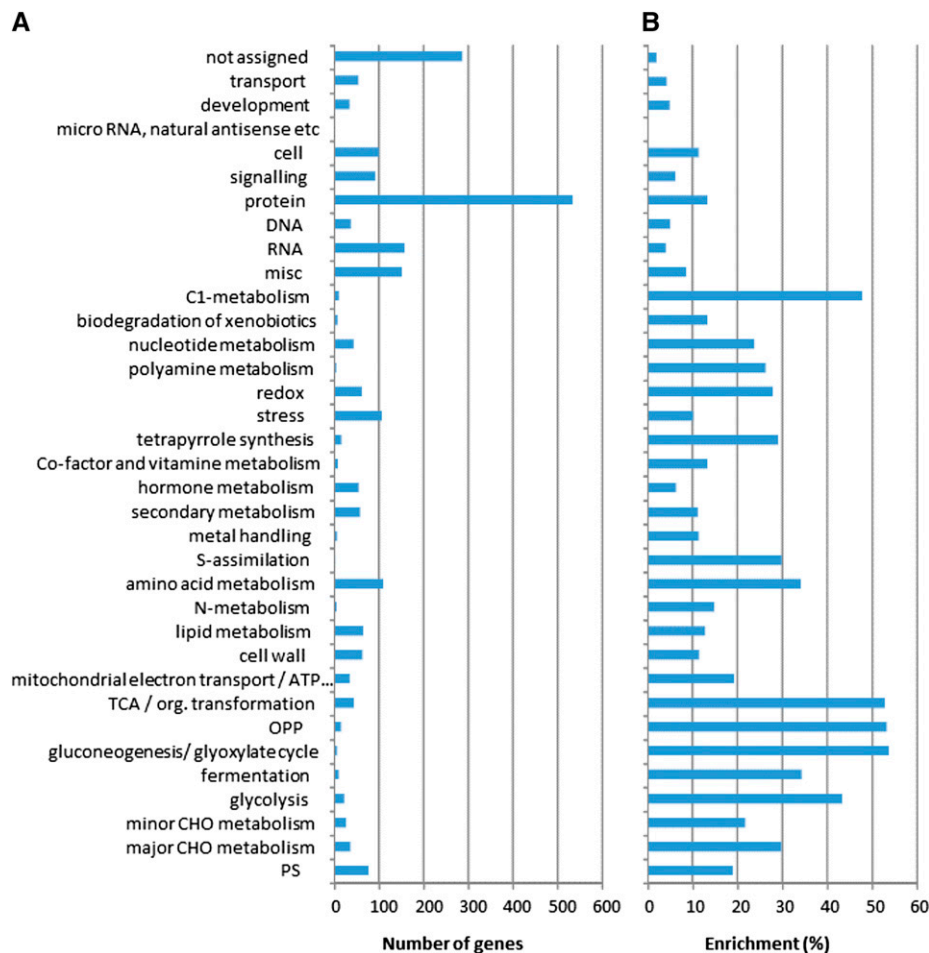 A
B
not assigned
transport
development
micro RNA, natural antisense etc
cell
signalling
protein
DNA
RNA
misc
C1-metabolism
biodegradation of xenobiotics
nucleotide metabolism
polyamine metabolism
redox
stress
tetrapyrrole synthesis
Co-factor and vitamine metabolism
hormone metabolism
secondary metabolism
metal handling
S-assimilation
amino acid metabolism
N-metabolism
lipid metabolism
cell wall
mitochondrial electron transport / ATP...
TCA / org. transformation
OPP
gluconeogenesis/ glyoxylate cycle
fermentation
glycolysis
minor CHO metabolism
major CHO metabolism
PS
0 100 200 300 400 500 600
0 10 20 30 40 50 60
Number of genes
Enrichment (%)